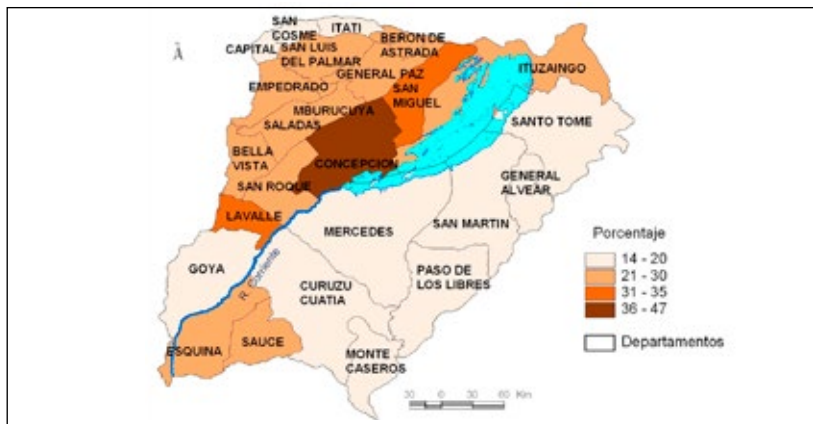 SAN
COSME
ITATI
CAPITAL
SAN LUIS
DEL PALMAR
BERON DE
ASTRADA
GENERAL PAZ
ITUZAINGO
EMPEDRADO
SAN
MIGUEL
MBURUCUYA
SALADAS
SANTO TOME
BELLA
VISTA
CONCEPCION
GENERAL
ALVEAR
SAN ROQUE
LAVALLE
MERCEDES
SAN MARTIN
GOYA
R. Corriente
CURUZU
CUATIA
PASO DE
LOS LIBRES
ESQUINA
SAUCE
MONTE
CASEROS
Porcentaje
14 - 20
21 - 30
31 - 35
36 - 47
Departamentos
30 0 30 60 Km